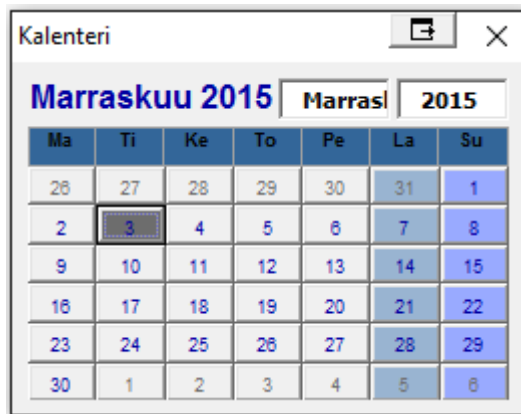 Kalenteri
Marraskuu 2015 Marrasl 2015
Ma Ti Ke To Pe La Su
26 27 28 29 30 31 1
2 3 4 5 6 7 8
9 10 11 12 13 14 15
16 17 18 19 20 21 22
23 24 25 26 27 28 29
30 1 2 3 4 5 6